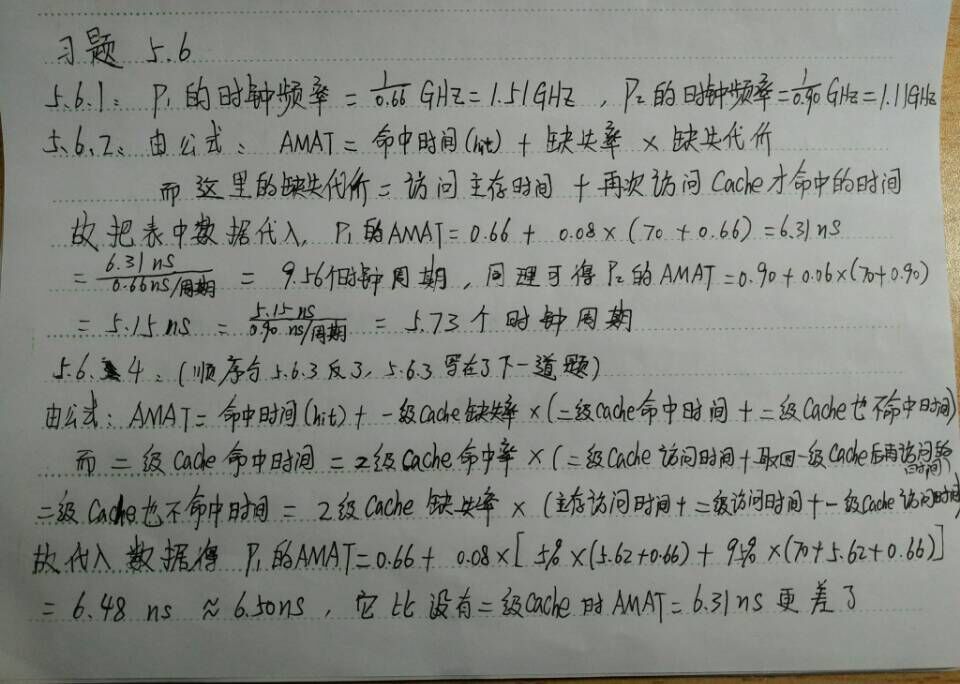 习题 5.6
5.6.1: P₁的时钟频率 = 1/0.66 GHz = 1.51GHz , P₂的时钟频率 = 1/0.90 GHz = 1.11GHz
5.6.2: 由公式: AMAT = 命中时间(hit) + 缺失率 × 缺失代价
而这里的缺失代价 = 访问主存时间 + 再次访问Cache才命中的时间
故把表中数据代入, P₁的AMAT = 0.66 + 0.08 × (70 + 0.66) = 6.31 ns
= 6.31 ns / 0.66 ns/周期 = 9.56个时钟周期, 同理可得P₂的AMAT = 0.90 + 0.06 × (70 + 0.90)
= 5.15 ns = 5.15 ns / 0.90 ns/周期 = 5.73个时钟周期
5.6.4: (顺序与5.6.3反了, 5.6.3写在了下一道题)
由公式: AMAT = 命中时间(hit) + 一级Cache缺失率 × (二级cache命中时间 + 二级Cache也不命中时间)
而二级Cache命中时间 = 2级Cache命中率 × (二级Cache访问时间 + 取回一级Cache后再访问的时间)
二级Cache也不命中时间 = 2级Cache缺失率 × (主存访问时间 + 二级访问时间 + 一级Cache访问时间)
故代入数据得 P₁的AMAT = 0.66 + 0.08 × [5% × (5.62 + 0.66) + 95% × (70 + 5.62 + 0.66)]
= 6.48 ns ≈ 6.50ns , 它比没有二级cache时AMAT = 6.31 ns 更差了